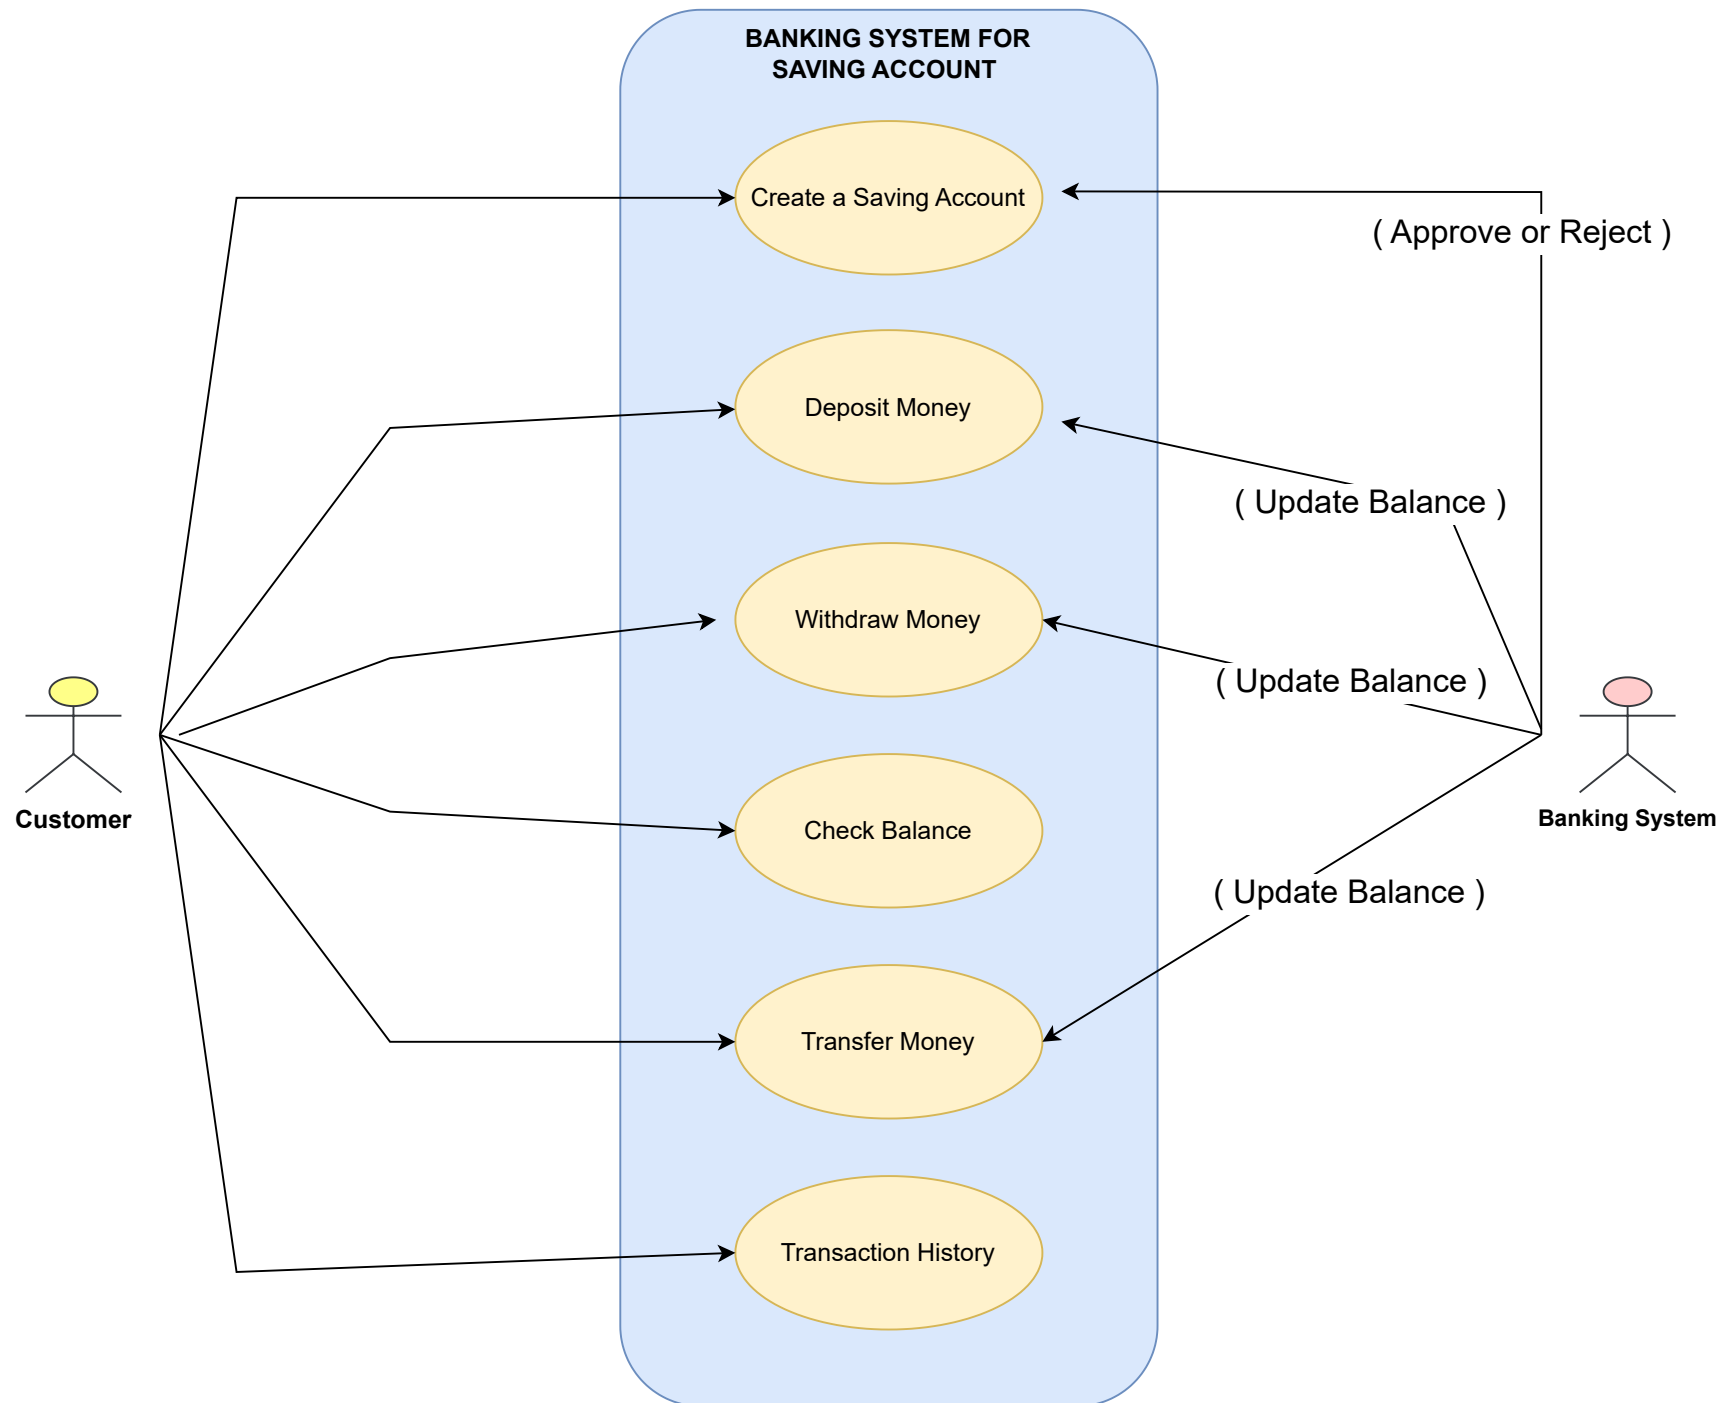 BANKING SYSTEM FOR
SAVING ACCOUNT
Create a Saving Account
( Approve or Reject )
Deposit Money
( Update Balance )
Withdraw Money
( Update Balance )
Customer
Banking System
Check Balance
( Update Balance )
Transfer Money
Transaction History